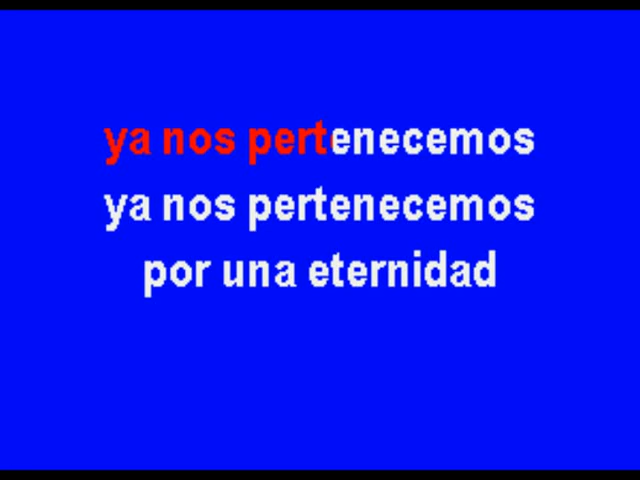 ya nos pertenecemos
ya nos pertenecemos
por una eternidad